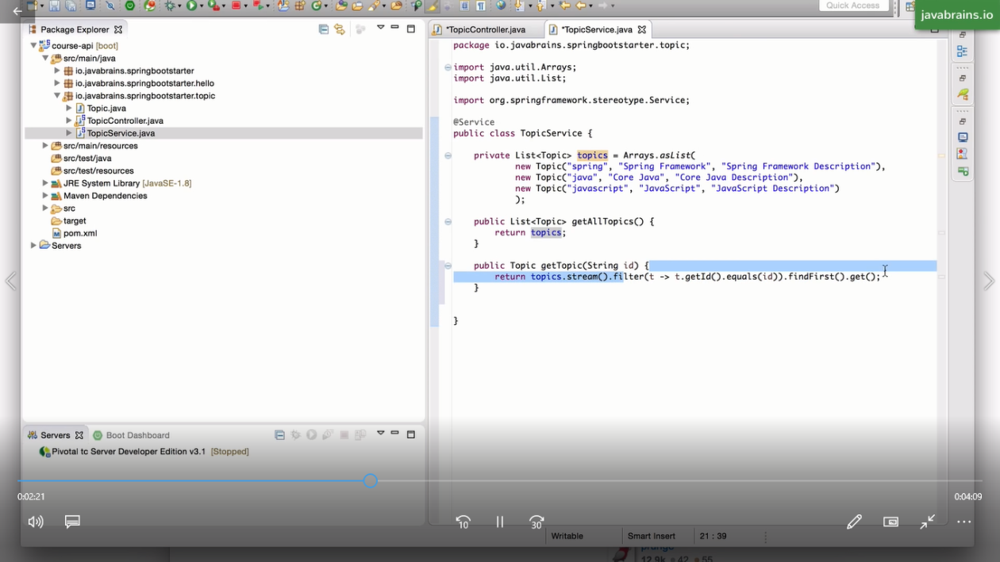 Quick Access
javabrains.io
Package Explorer
*TopicController.java
*TopicService.java
course-api [boot]
src/main/java
io.javabrains.springbootstarter
io.javabrains.springbootstarter.hello
io.javabrains.springbootstarter.topic
Topic.java
TopicController.java
TopicService.java
src/main/resources
src/test/java
src/test/resources
JRE System Library [JavaSE-1.8]
Maven Dependencies
src
target
pom.xml
Servers
package io.javabrains.springbootstarter.topic;
import java.util.Arrays;
import java.util.List;
import org.springframework.stereotype.Service;
@Service
public class TopicService {
private List<Topic> topics = Arrays.asList(
new Topic("spring", "Spring Framework", "Spring Framework Description"),
new Topic("java", "Core Java", "Core Java Description"),
new Topic("javascript", "JavaScript", "JavaScript Description")
);
public List<Topic> getAllTopics() {
return topics;
}
public Topic getTopic(String id) {
return topics.stream().filter(t -> t.getId().equals(id)).findFirst().get();
}
}
Servers
Boot Dashboard
Pivotal tc Server Developer Edition v3.1 [Stopped]
0:02:21
0:04:09
10
30
Writable
Smart Insert
21 : 39
12.9k 42 55